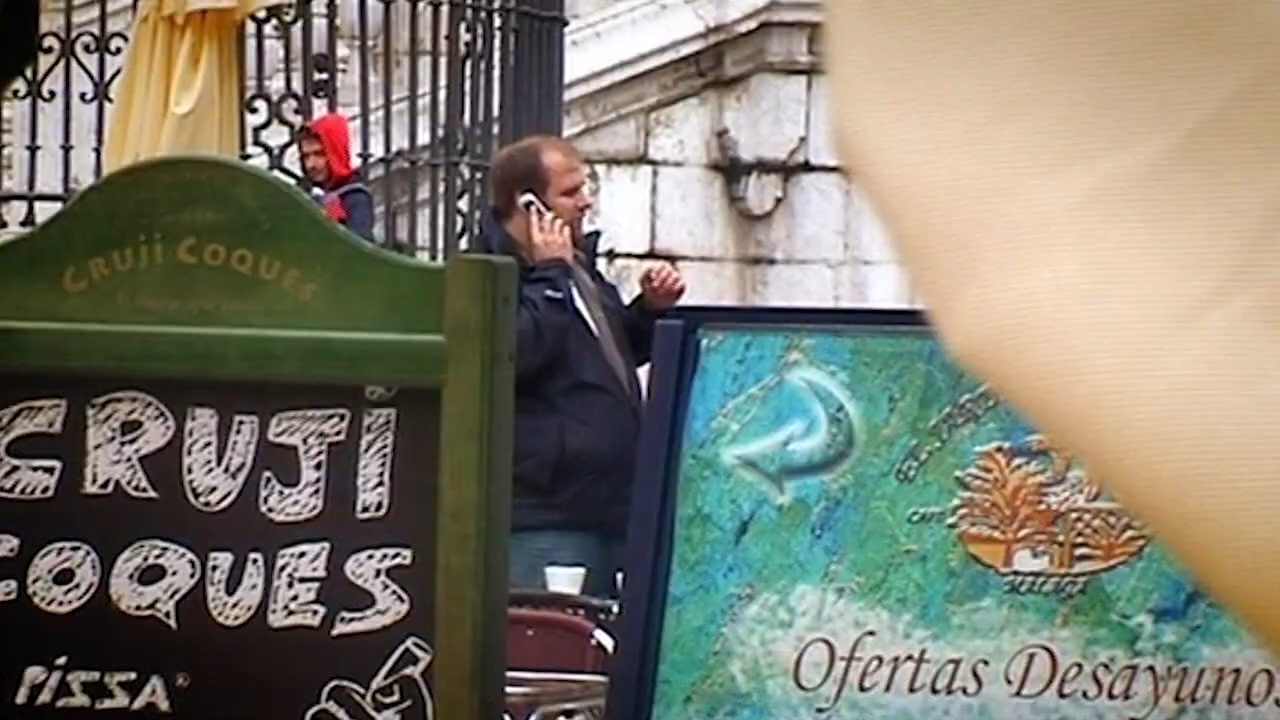 CRUJI COQUES
CRUJI
COQUES
PISSA
Ofertas Desayunos